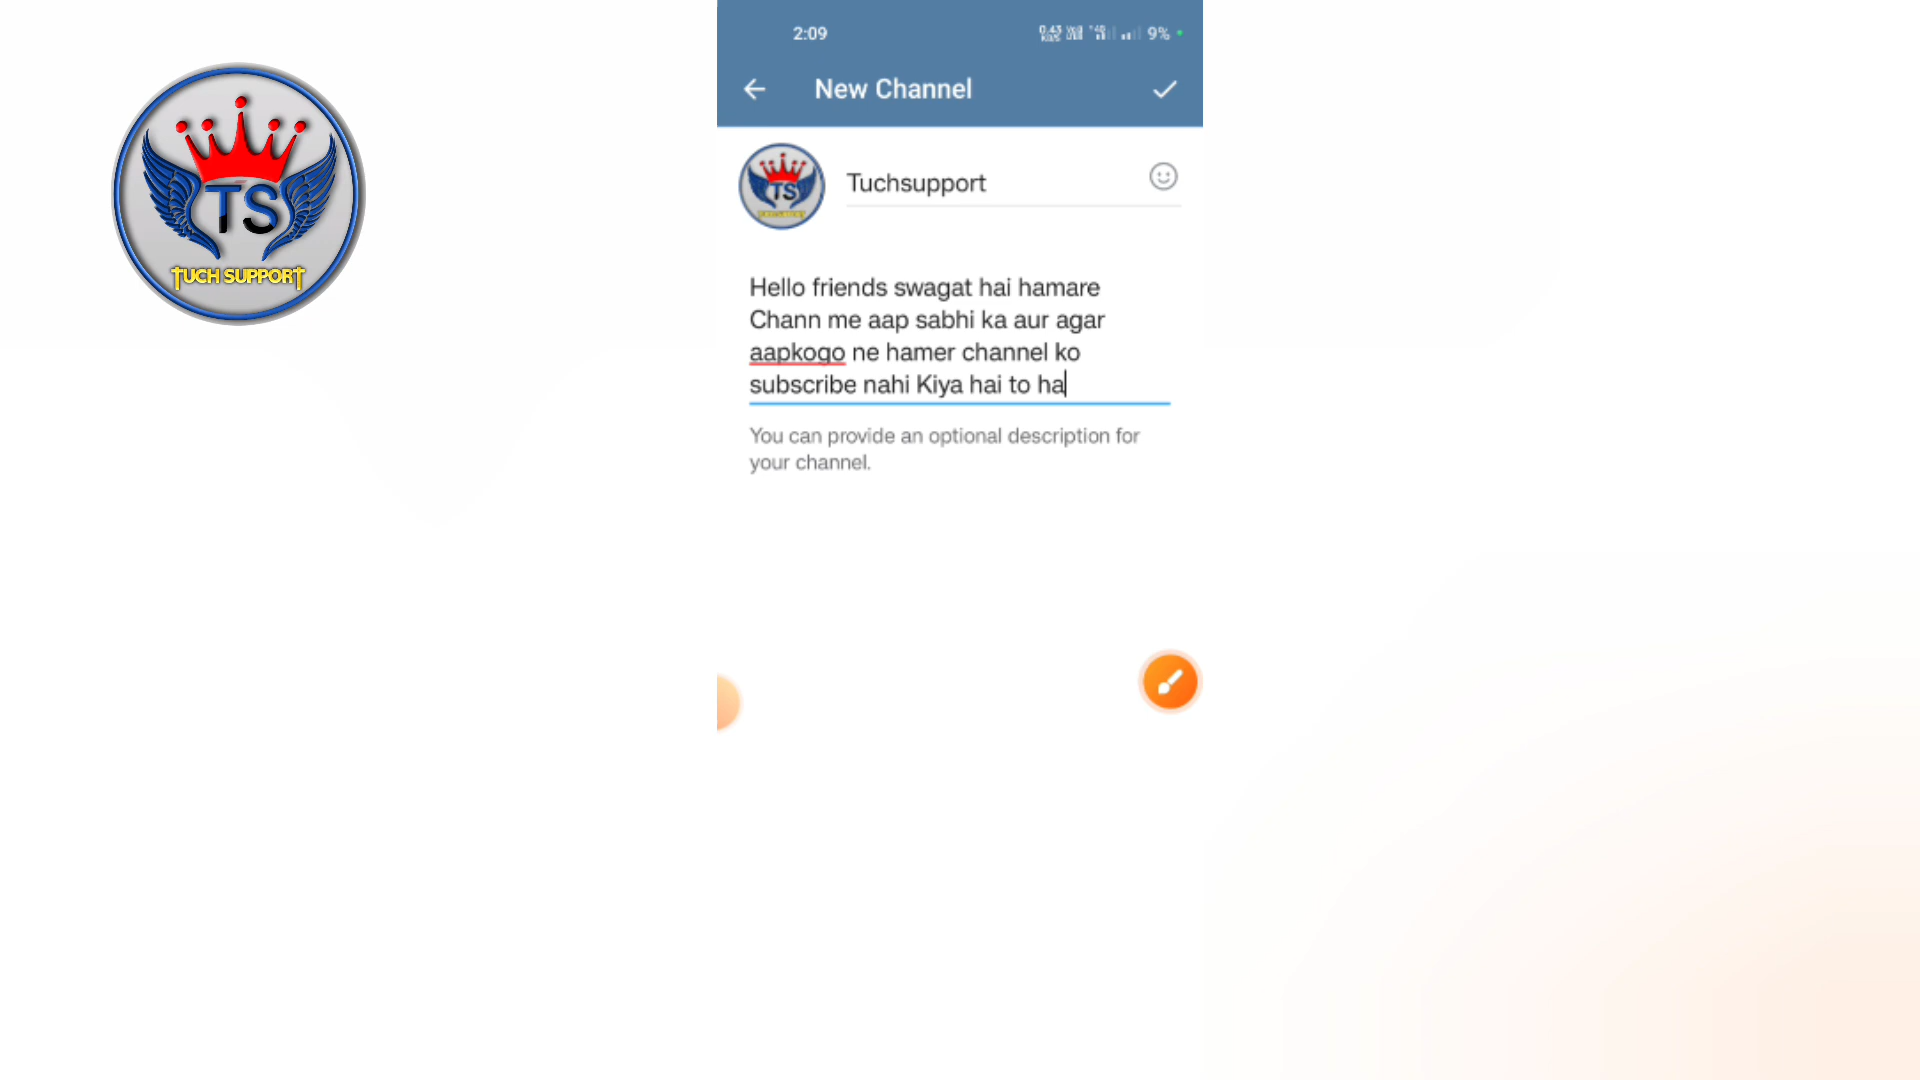 TS
TUCH SUPPORT
2:09
9%
New Channel
TS
Tuchsupport
Hello friends swagat hai hamare
Chann me aap sabhi ka aur agar
aapkogo ne hamer channel ko
subscribe nahi Kiya hai to ha
You can provide an optional description for
your channel.